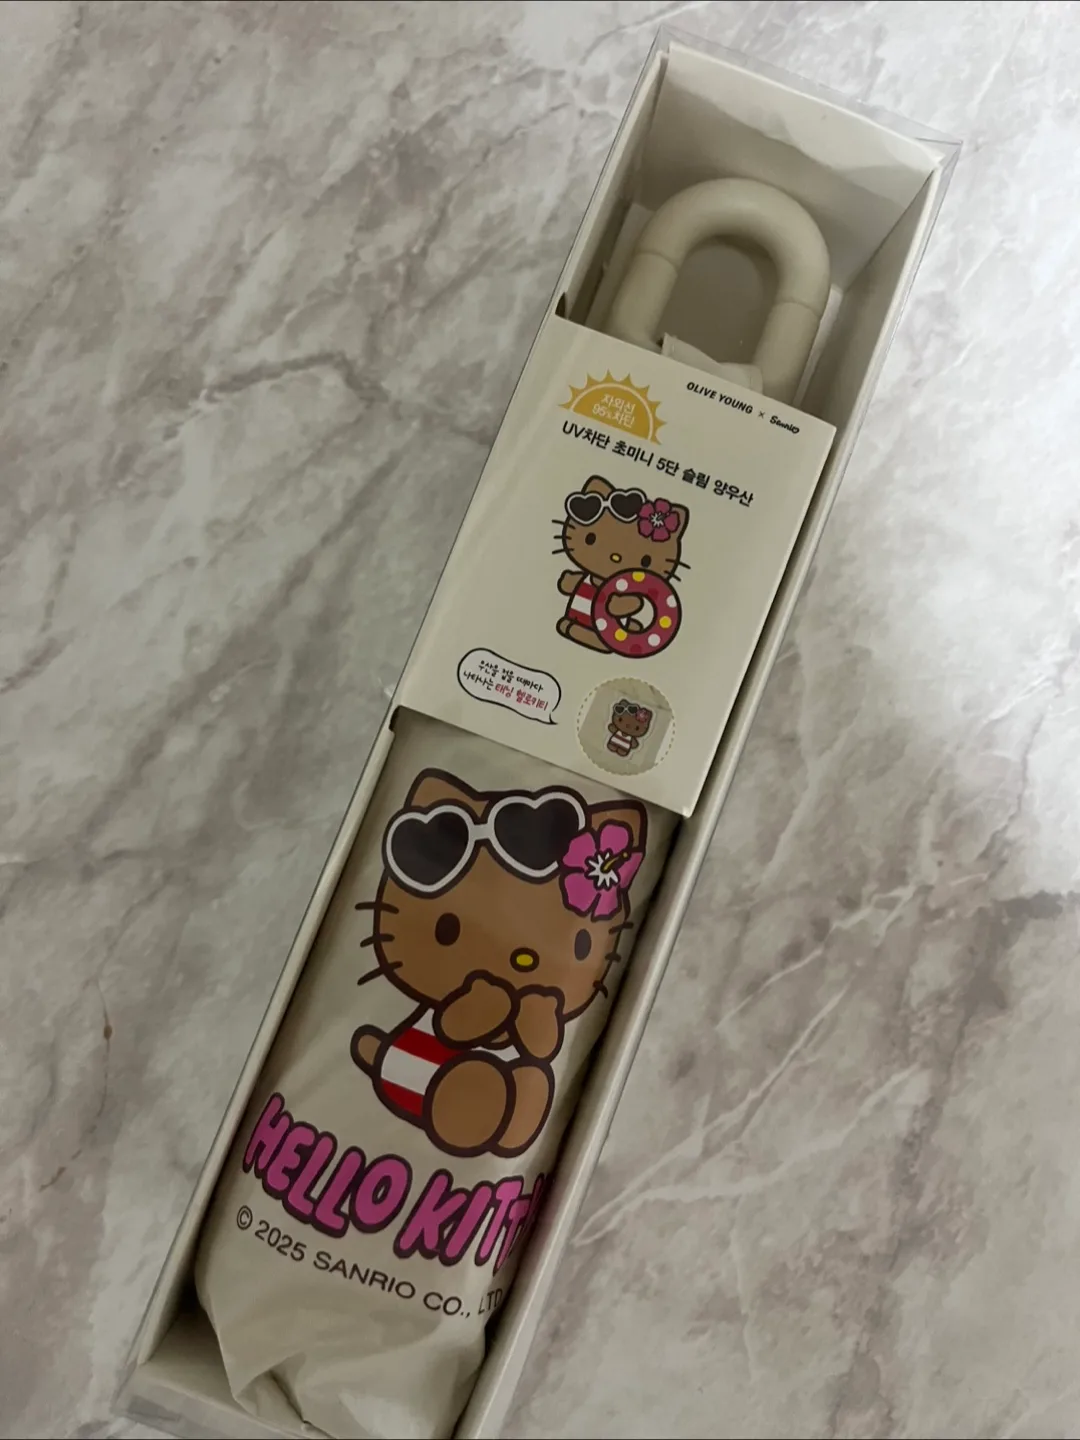 OLIVE YOUNG × Sanrio
자외선
95%차단
UV차단 초미니 5단 슬림 양우산
우산을 접을 때마다
나타나는 태닝 헬로키티
HELLO KITTY
© 2025 SANRIO CO., LTD